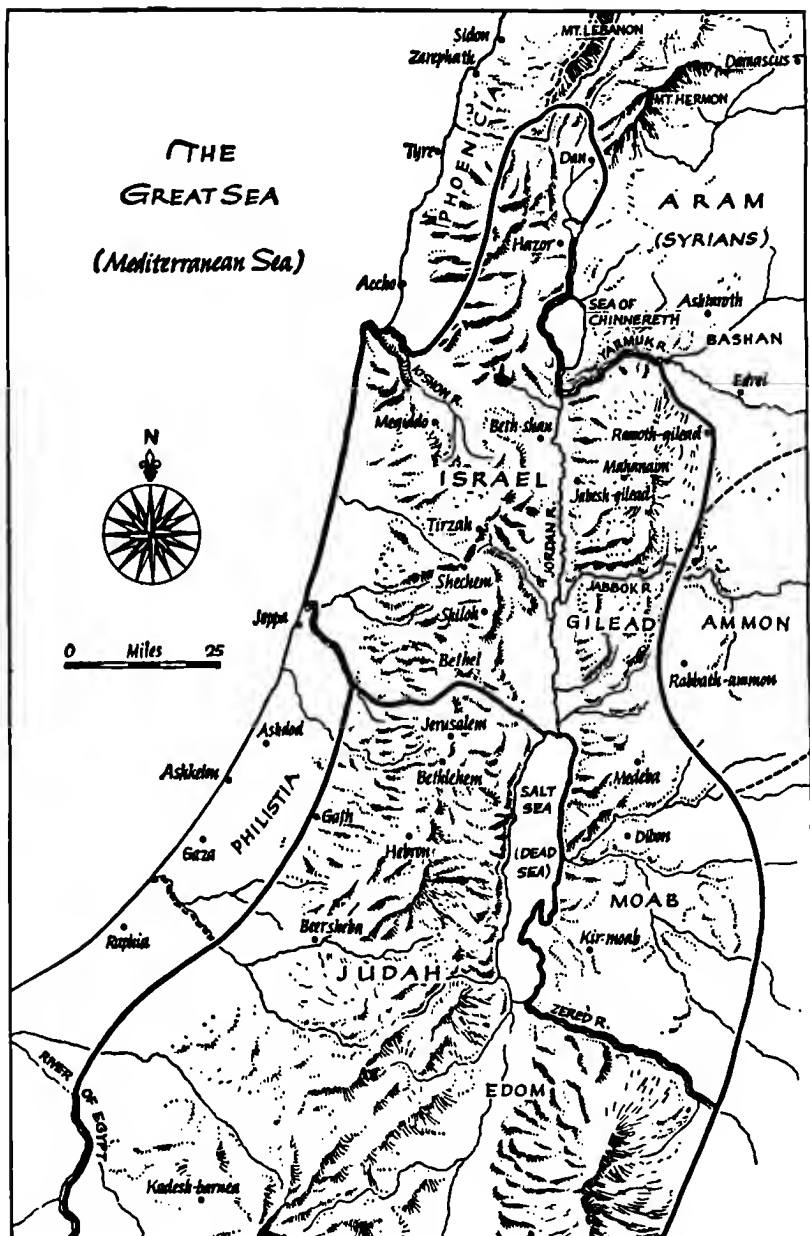 Sidon
MT. LEBANON
Zarephath
Damascus
MT. HERMON
THE
GREAT SEA
(Mediterranean Sea)
PHOENICIA
Tyre
Dan
ARAM
(SYRIANS)
Hazor
Accho
SEA OF
CHINNERETH
Ashtaroth
BASHAN
YARMUK R.
Edrei
KISHON R.
Megiddo
Beth-shan
Ramoth-gilead
N
ISRAEL
Mahanaim
Jabesh-gilead
Tirzah
JORDAN R.
Shechem
JABBOK R.
Joppa
Shiloh
GILEAD
AMMON
0 Miles 25
Bethel
Rabbath-ammon
Jerusalem
Ashdod
Bethlehem
Medeba
Ashkelon
SALT
SEA
(DEAD
SEA)
PHILISTIA
Gath
Gaza
Hebron
Dibon
MOAB
Raphia
Beersheba
Kir-moab
JUDAH
ZERED R.
RIVER OF EGYPT
EDOM
Kadesh-barnea